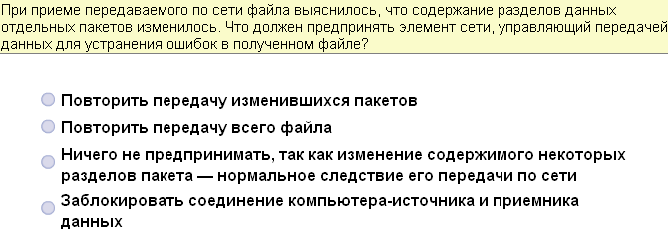 При приеме передаваемого по сети файла выяснилось, что содержание разделов данных
отдельных пакетов изменилось. Что должен предпринять элемент сети, управляющий передачей
данных для устранения ошибок в полученном файле?
Повторить передачу изменившихся пакетов
Повторить передачу всего файла
Ничего не предпринимать, так как изменение содержимого некоторых
разделов пакета — нормальное следствие его передачи по сети
Заблокировать соединение компьютера-источника и приемника
данных